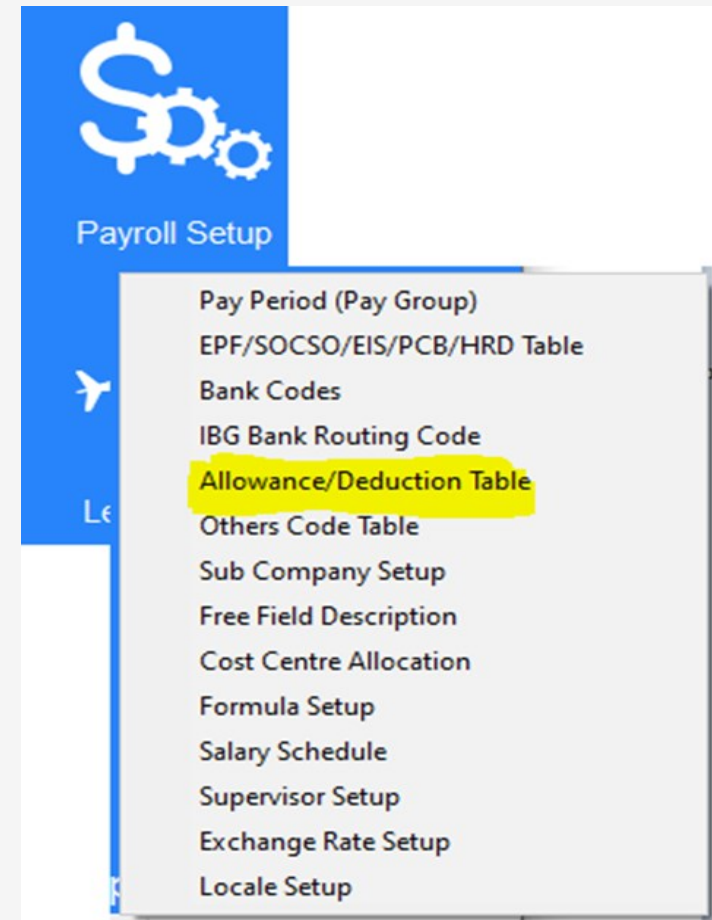 Payroll Setup
Pay Period (Pay Group)
EPF/SOCSO/EIS/PCB/HRD Table
Bank Codes
IBG Bank Routing Code
Allowance/Deduction Table
Le
Others Code Table
Sub Company Setup
Free Field Description
Cost Centre Allocation
Formula Setup
Salary Schedule
Supervisor Setup
Exchange Rate Setup
Locale Setup